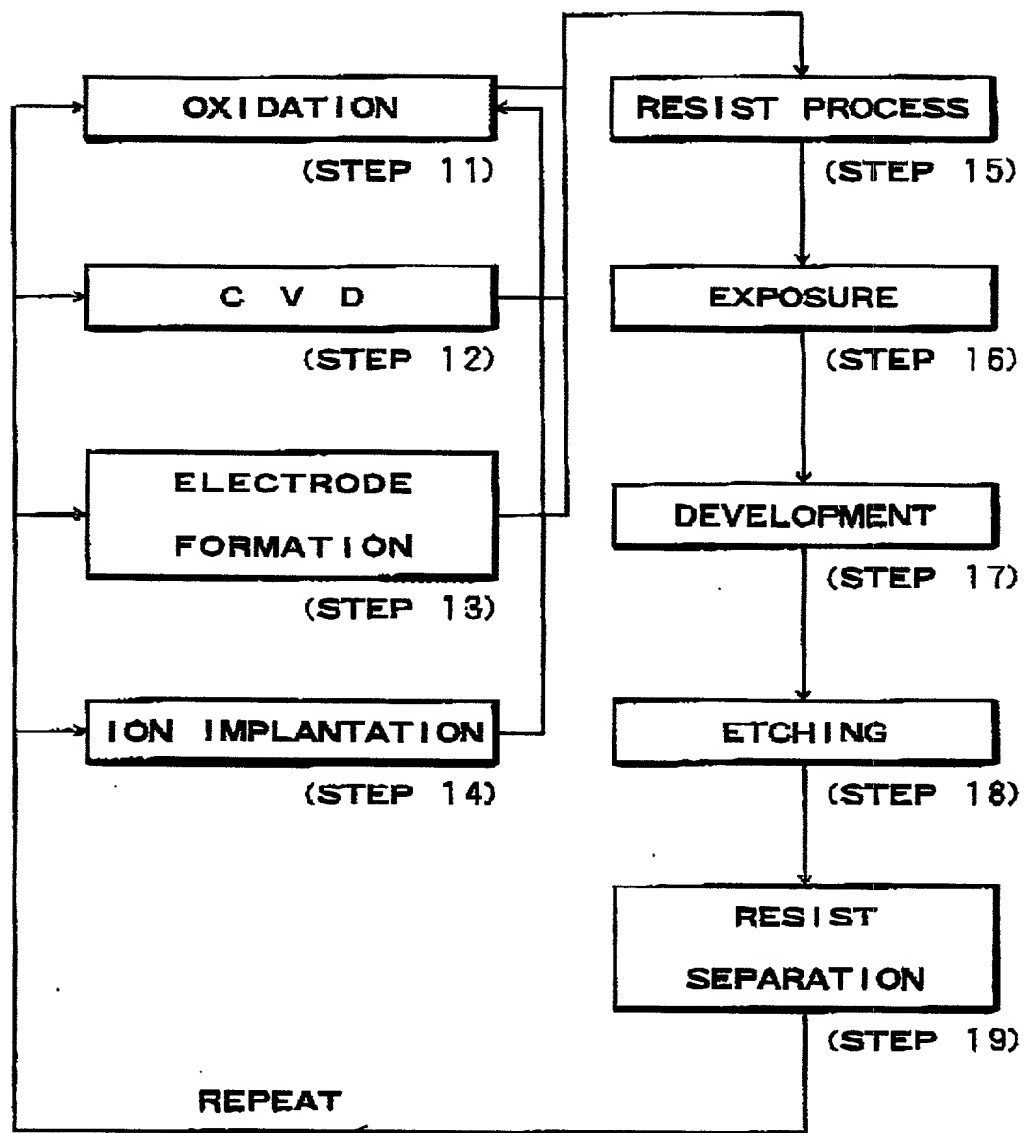 OXIDATION
(STEP 11)
C V D
(STEP 12)
ELECTRODE
FORMATION
(STEP 13)
ION IMPLANTATION
(STEP 14)
RESIST PROCESS
(STEP 15)
EXPOSURE
(STEP 16)
DEVELOPMENT
(STEP 17)
ETCHING
(STEP 18)
RESIST
SEPARATION
(STEP 19)
REPEAT